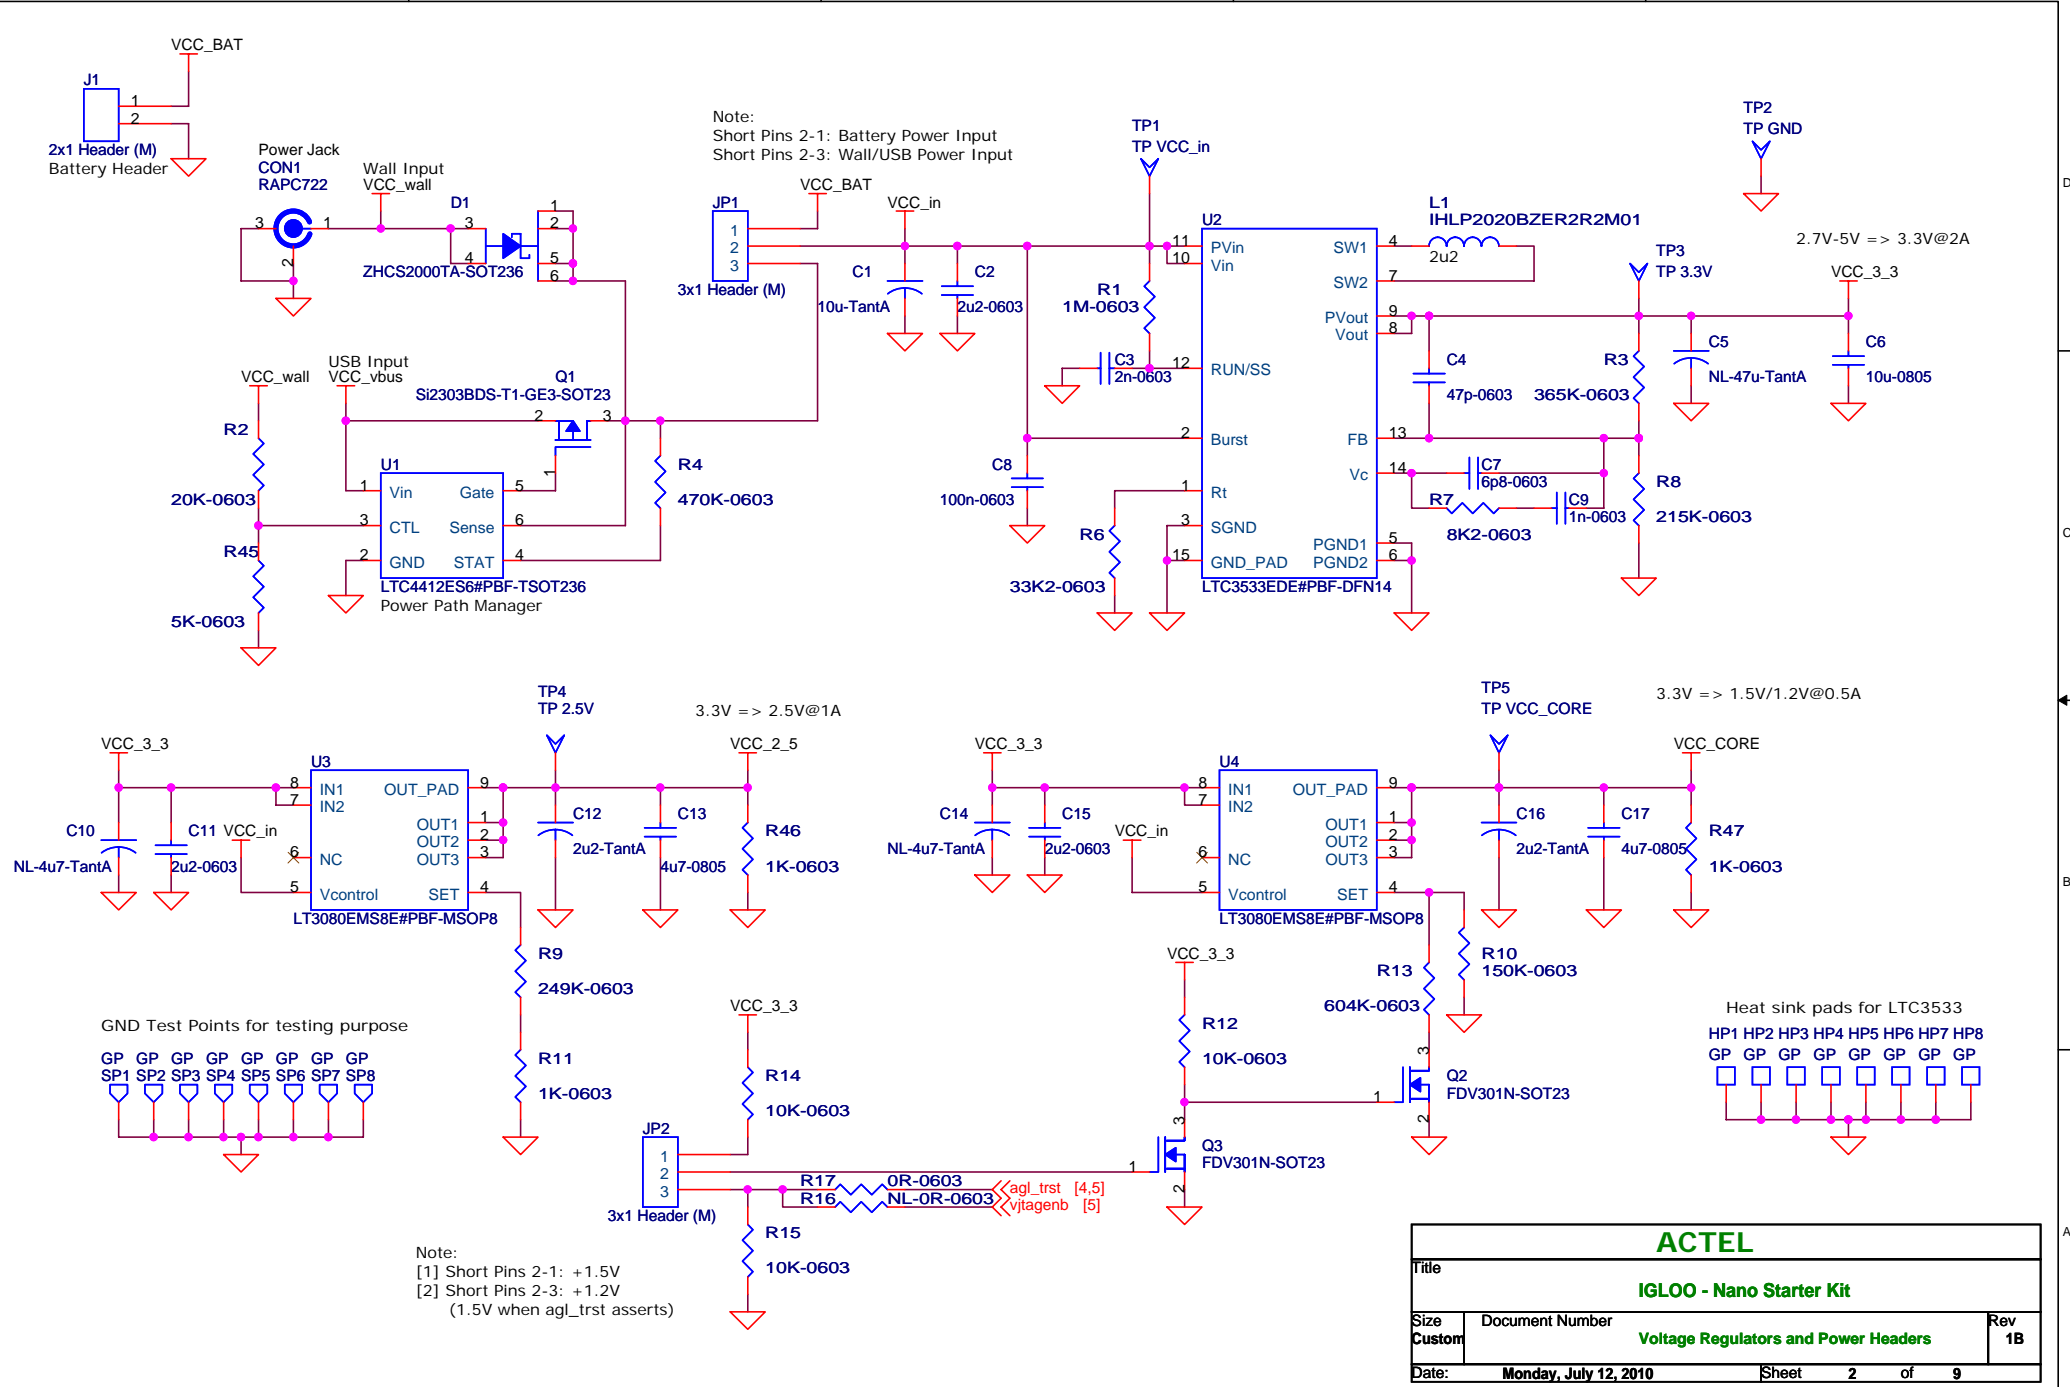 VCC_BAT
J1
1
2
2x1 Header (M)
Battery Header
Power Jack
CON1
RAPC722
3
1
2
Wall Input
VCC_wall
D1
3
4
1
2
5
6
ZHCS2000TA-SOT236
Note:
Short Pins 2-1: Battery Power Input
Short Pins 2-3: Wall/USB Power Input
VCC_BAT
JP1
1
2
3
3x1 Header (M)
VCC_in
C1
10u-TantA
C2
2u2-0603
TP1
TP VCC_in
R1
1M-0603
C3
2n-0603
C8
100n-0603
R6
33K2-0603
U2
11
10
12
2
1
3
15
PVin
Vin
RUN/SS
Burst
Rt
SGND
GND_PAD
SW1
SW2
PVout
Vout
FB
Vc
PGND1
PGND2
4
7
9
8
13
14
5
6
LTC3533EDE#PBF-DFN14
L1
IHLP2020BZER2R2M01
2u2
TP2
TP GND
TP3
TP 3.3V
2.7V-5V => 3.3V@2A
VCC_3_3
C4
47p-0603
R3
365K-0603
C5
NL-47u-TantA
C6
10u-0805
C7
6p8-0603
R7
8K2-0603
C9
1n-0603
R8
215K-0603
USB Input
VCC_vbus
VCC_wall
Q1
Si2303BDS-T1-GE3-SOT23
2
3
1
R2
20K-0603
R45
5K-0603
U1
1
3
2
Vin
CTL
GND
Gate
Sense
STAT
5
6
4
LTC4412ES6#PBF-TSOT236
Power Path Manager
R4
470K-0603
TP4
TP 2.5V
3.3V => 2.5V@1A
VCC_3_3
VCC_2_5
U3
8
7
6
5
IN1
IN2
NC
Vcontrol
OUT_PAD
OUT1
OUT2
OUT3
SET
9
1
2
3
4
LT3080EMS8E#PBF-MSOP8
C10
NL-4u7-TantA
C11
2u2-0603
VCC_in
C12
2u2-TantA
C13
4u7-0805
R46
1K-0603
R9
249K-0603
R11
1K-0603
TP5
TP VCC_CORE
3.3V => 1.5V/1.2V@0.5A
VCC_3_3
VCC_CORE
U4
8
7
6
5
IN1
IN2
NC
Vcontrol
OUT_PAD
OUT1
OUT2
OUT3
SET
9
1
2
3
4
LT3080EMS8E#PBF-MSOP8
C14
NL-4u7-TantA
C15
2u2-0603
VCC_in
C16
2u2-TantA
C17
4u7-0805
R47
1K-0603
R13
604K-0603
R10
150K-0603
VCC_3_3
R12
10K-0603
3
1
2
Q2
FDV301N-SOT23
3
1
2
Q3
FDV301N-SOT23
VCC_3_3
R14
10K-0603
JP2
1
2
3
3x1 Header (M)
R17
0R-0603
R16
NL-0R-0603
agl_trst [4,5]
vjtagenb [5]
R15
10K-0603
Note:
[1] Short Pins 2-1: +1.5V
[2] Short Pins 2-3: +1.2V
(1.5V when agl_trst asserts)
GND Test Points for testing purpose
GP GP GP GP GP GP GP GP
SP1 SP2 SP3 SP4 SP5 SP6 SP7 SP8
Heat sink pads for LTC3533
HP1 HP2 HP3 HP4 HP5 HP6 HP7 HP8
GP GP GP GP GP GP GP GP
D
C
B
A
ACTEL
Title
IGLOO - Nano Starter Kit
Size
Custom
Document Number
Voltage Regulators and Power Headers
Rev
1B
Date:
Monday, July 12, 2010
Sheet 2 of 9